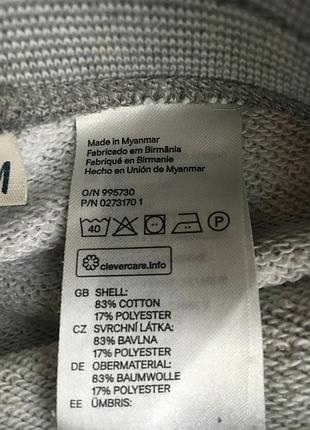 Made in Myanmar
Fabricado em Birmânia
Fabriqué en Birmanie
Hecho en Unión de Myanmar
O/N 995730
P/N 0273170 1
40
P
clevercare.info
GB SHELL:
83% COTTON
17% POLYESTER
CZ SVRCHNÍ LÁTKA:
83% BAVLNA
17% POLYESTER
DE OBERMATERIAL:
83% BAUMWOLLE
17% POLYESTER
EE ÜMBRIS: